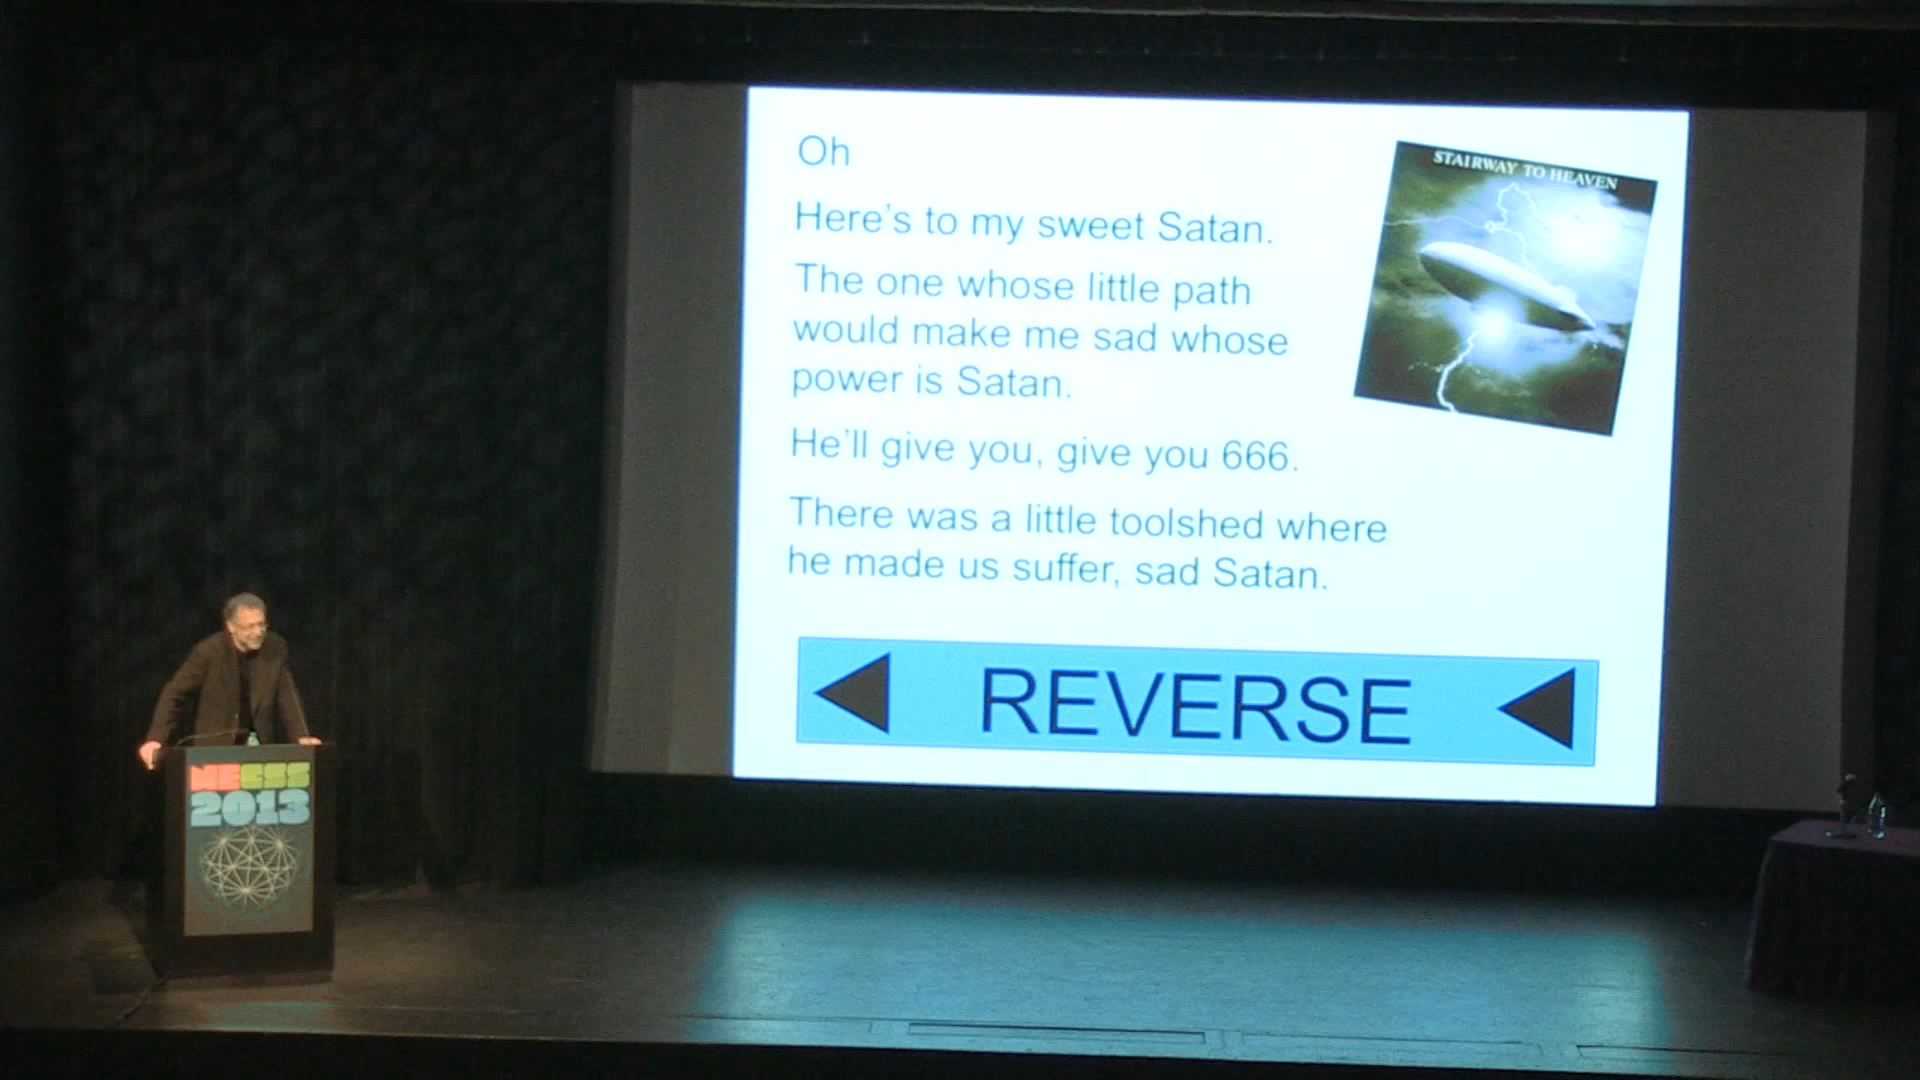 Oh
Here's to my sweet Satan.
The one whose little path
would make me sad whose
power is Satan.
He'll give you, give you 666.
There was a little toolshed where
he made us suffer, sad Satan.
STAIRWAY TO HEAVEN
REVERSE
NECSS
2013